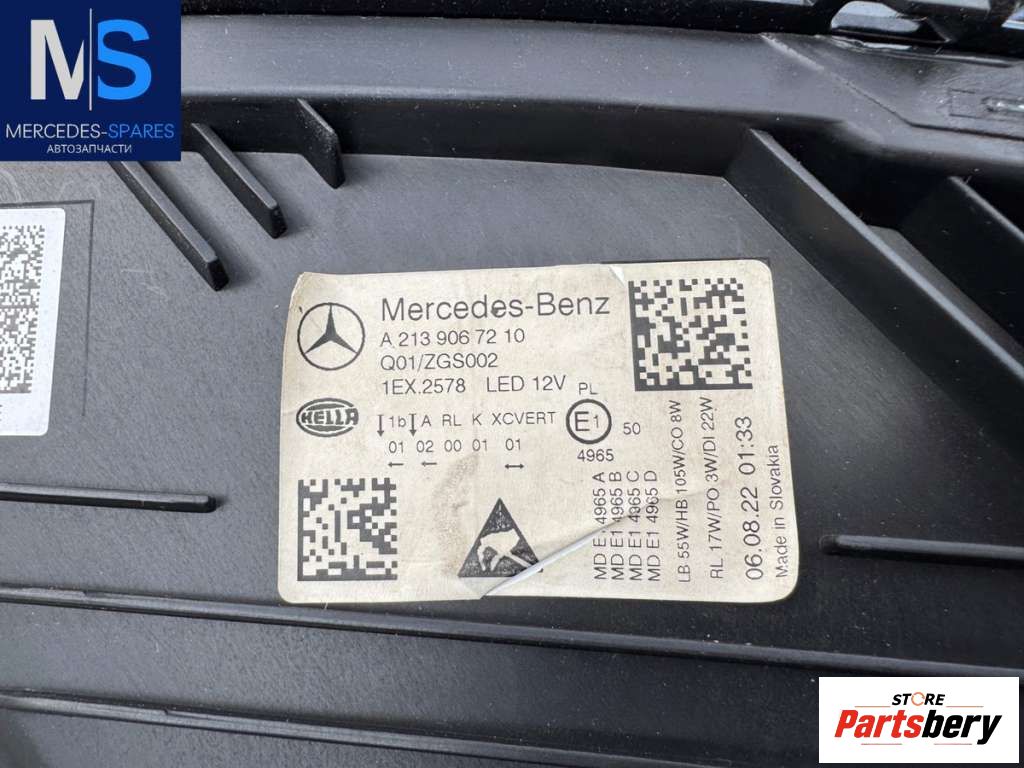 MS
MERCEDES-SPARES
АВТОЗАПЧАСТИ
Mercedes-Benz
A 213 906 72 10
Q01/ZGS002
1EX.2578 LED 12V
PL
HELLA
1b A RL K XCVERT
E1
50
01 02 00 01 01
4965
MD E1 4965 A
MD E1 4965 B
MD E1 4965 C
MD E1 4965 D
LB 55W/HB 105W/CO 8W
RL 17W/PO 3W/DI 22W
06.08.22 01:33
Made in Slovakia
STORE
Partsbery